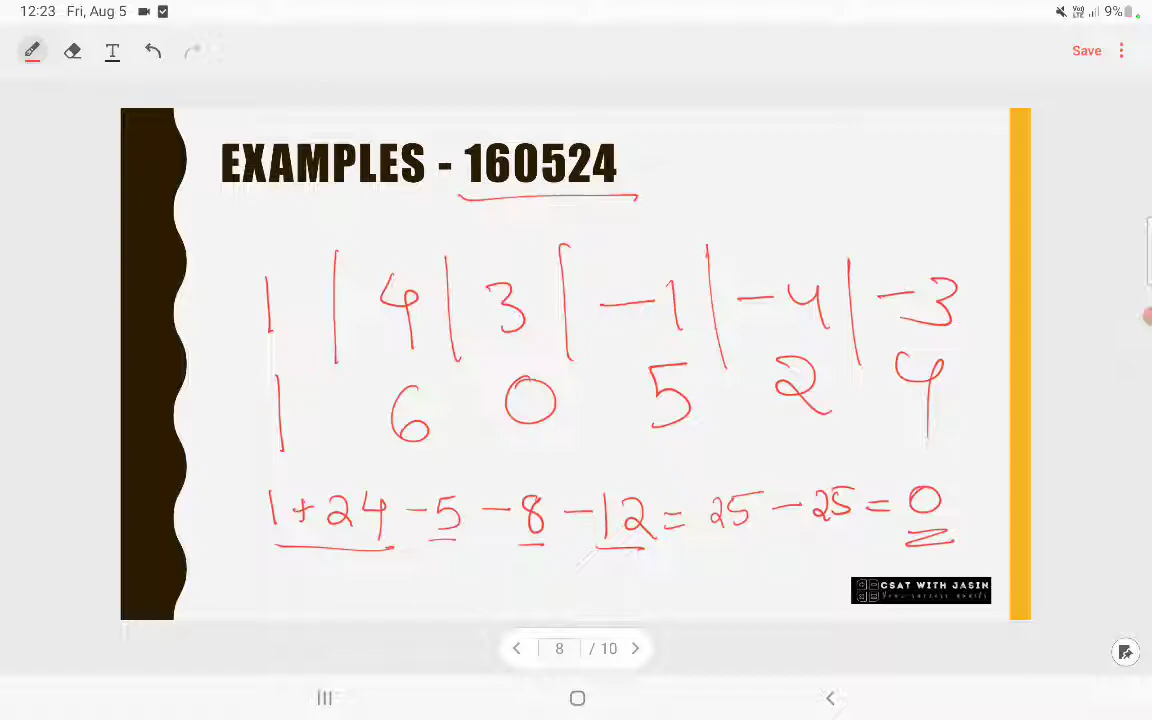 12:23 Fri, Aug 5 9%
Save
EXAMPLES - 160524
1 | 4 | 3 | -1 | -4 | -3
1 6 0 5 2 4
1 + 24 - 5 - 8 - 12 = 25 - 25 = 0
CSAT WITH JASIN
8 / 10